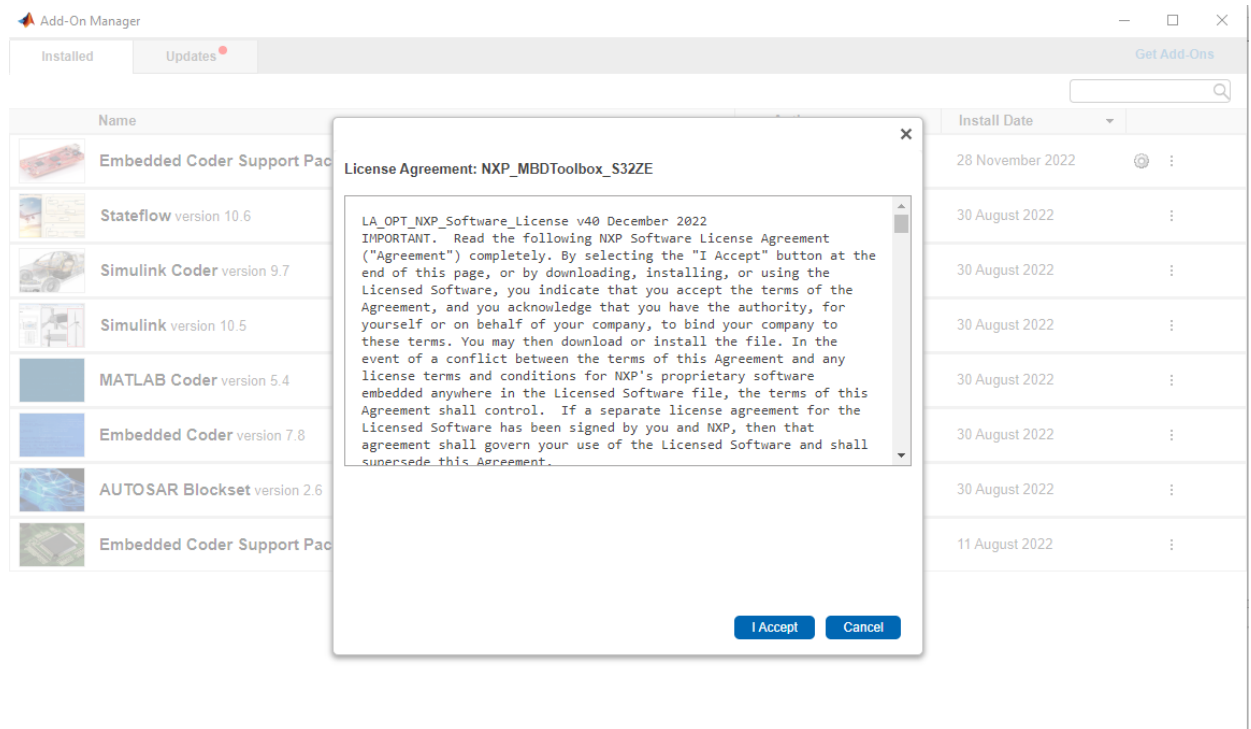 Add-On Manager
Installed
Updates
Get Add-Ons
Name
Install Date
Embedded Coder Support Pac
28 November 2022
Stateflow version 10.6
30 August 2022
Simulink Coder version 9.7
30 August 2022
Simulink version 10.5
30 August 2022
MATLAB Coder version 5.4
30 August 2022
Embedded Coder version 7.8
30 August 2022
AUTOSAR Blockset version 2.6
30 August 2022
Embedded Coder Support Pac
11 August 2022
License Agreement: NXP_MBDToolbox_S32ZE
LA_OPT_NXP_Software_License v40 December 2022
IMPORTANT.  Read the following NXP Software License Agreement
("Agreement") completely. By selecting the "I Accept" button at the
end of this page, or by downloading, installing, or using the
Licensed Software, you indicate that you accept the terms of the
Agreement, and you acknowledge that you have the authority, for
yourself or on behalf of your company, to bind your company to
these terms. You may then download or install the file. In the
event of a conflict between the terms of this Agreement and any
license terms and conditions for NXP's proprietary software
embedded anywhere in the Licensed Software file, the terms of this
Agreement shall control.  If a separate license agreement for the
Licensed Software has been signed by you and NXP, then that
agreement shall govern your use of the Licensed Software and shall
supersede this Agreement.
I Accept
Cancel